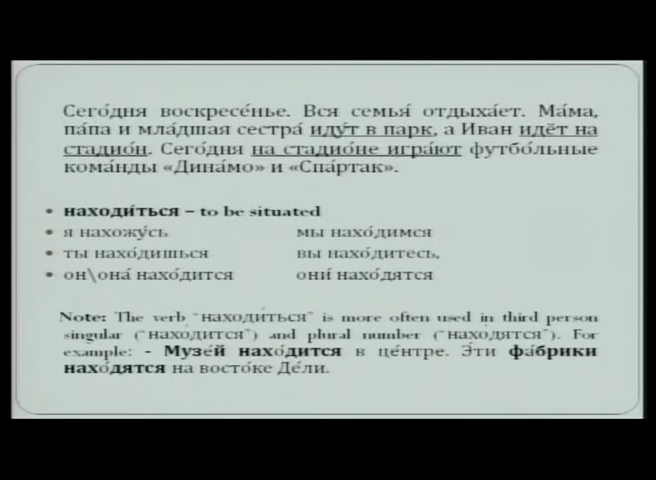 Сего́дня воскресе́нье. Вся семья́ отдыха́ет. Ма́ма,
па́па и мла́дшая сестра́ иду́т в парк, а Иван идёт на
стадио́н. Сего́дня на стадио́не игра́ют футбо́льные
кома́нды «Дина́мо» и «Спа́ртак».
• находи́ться – to be situated
• я нахожу́сь мы нахо́димся
• ты нахо́дишься вы нахо́дитесь,
• он\она́ нахо́дится они́ нахо́дятся
Note: The verb "находи́ться" is more often used in third person
singular ("нахо́дится") and plural number ("нахо́дятся"). For
example: - Музе́й нахо́дится в це́нтре. Э́ти фа́брики
нахо́дятся на восто́ке Де́ли.